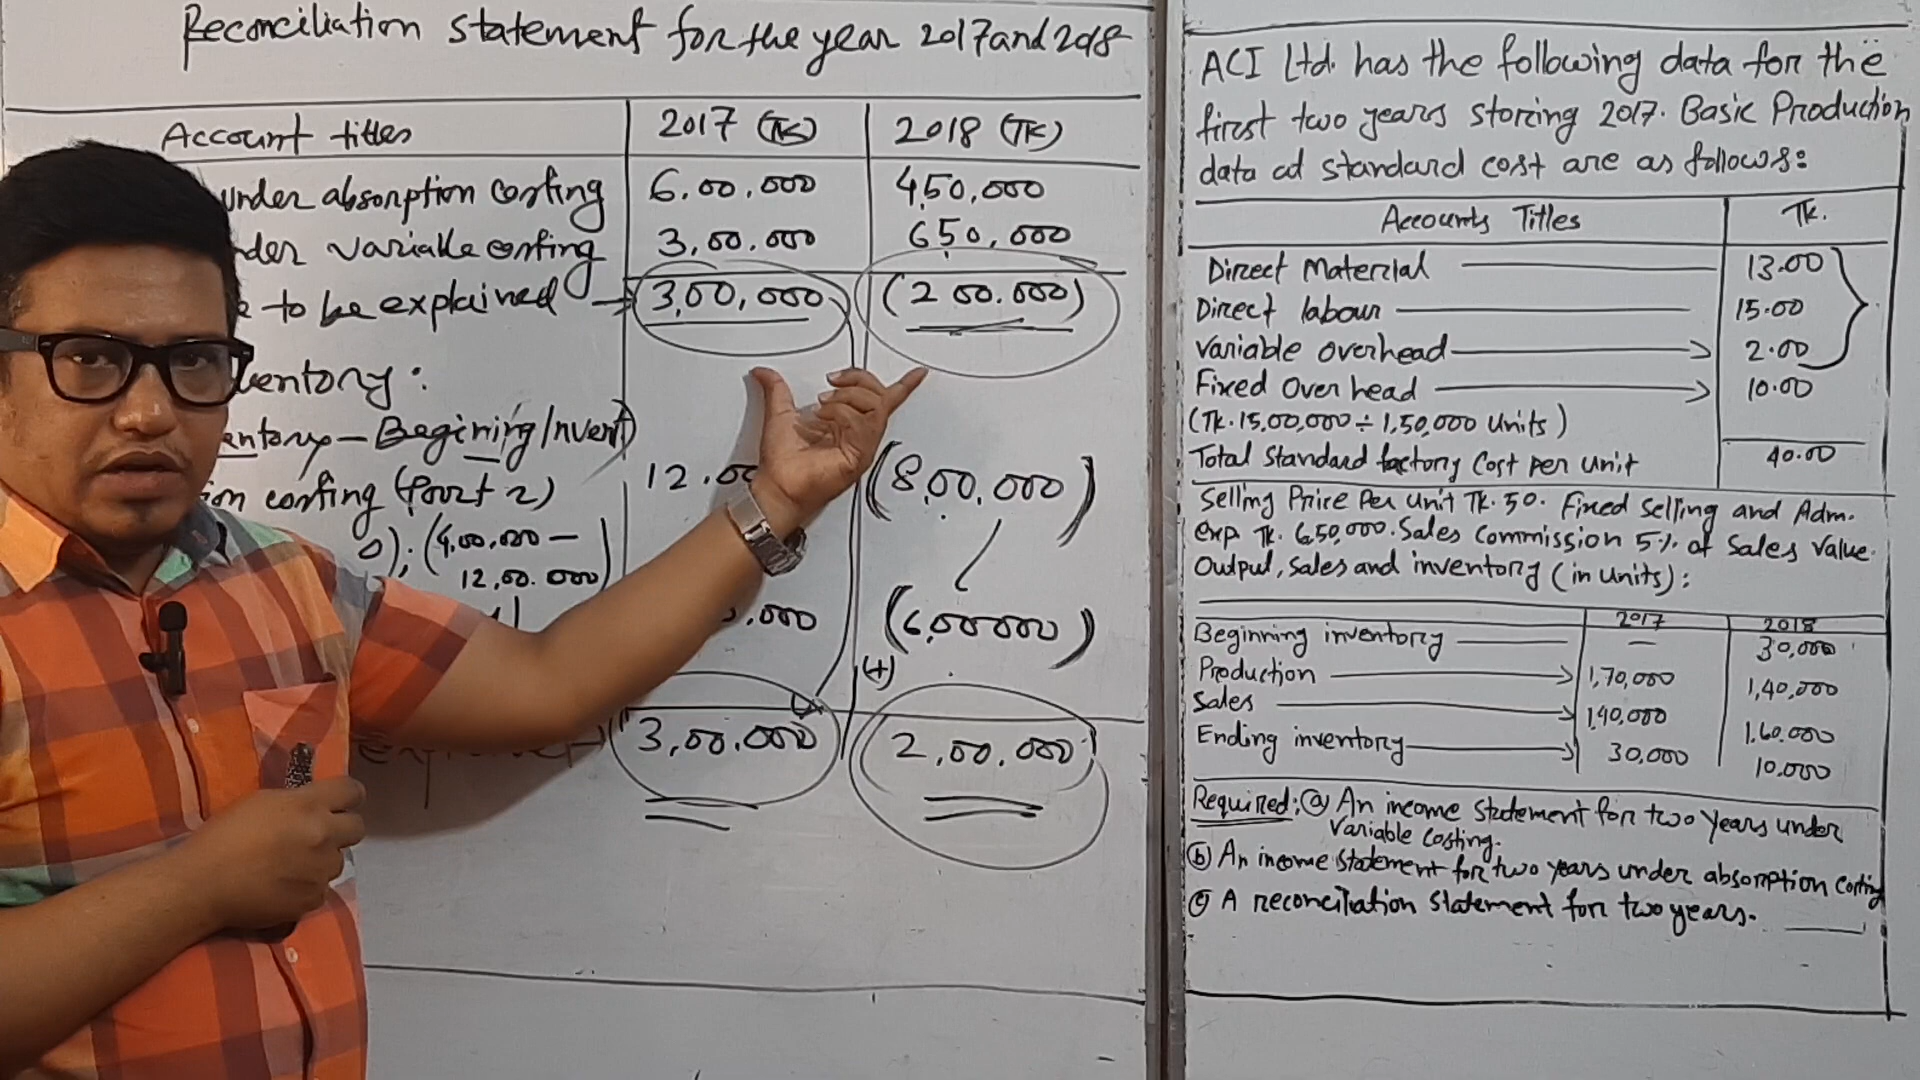 Reconciliation statement for the year 2017 and 2018
Account titles 2017 (TK) 2018 (TK)
under absorption costing 6,00,000 4,50,000
variable costing 3,00,000 6,50,000
to be explained → 3,00,000 (2,00,000)
ventory:
entory - Begining Invent)
12,00 (8,00,000)
on costing (Part 2)
0); (4,00,000 -
12,00,000)
,000 (6,00000)
(+)
3,00,000 2,00,000
ACI Ltd. has the following data for the
first two years storing 2017. Basic Production
data ad standard cost are as follows:
Accounts Titles TK.
Direct Material 13.00
Direct labour 15.00
Variable overhead → 2.00
Fixed Over head → 10.00
(TK. 15,00,000 ÷ 1,50,000 Units)
Total Standard factory Cost per unit 40.00
Selling Price Per Unit TK. 50. Fixed Selling and Adm.
exp. TK. 6,50,000. Sales Commission 5% of Sales Value.
Output, Sales and inventory (in units):
2017 2018
Beginning inventory — 30,000
Production → 1,70,000 1,40,000
Sales → 1,40,000 1,60,000
Ending inventory → 30,000 10,000
Required: (a) An income statement for two years under
Variable costing.
(b) An income statement for two years under absorption costing
(c) A reconciliation statement for two years.